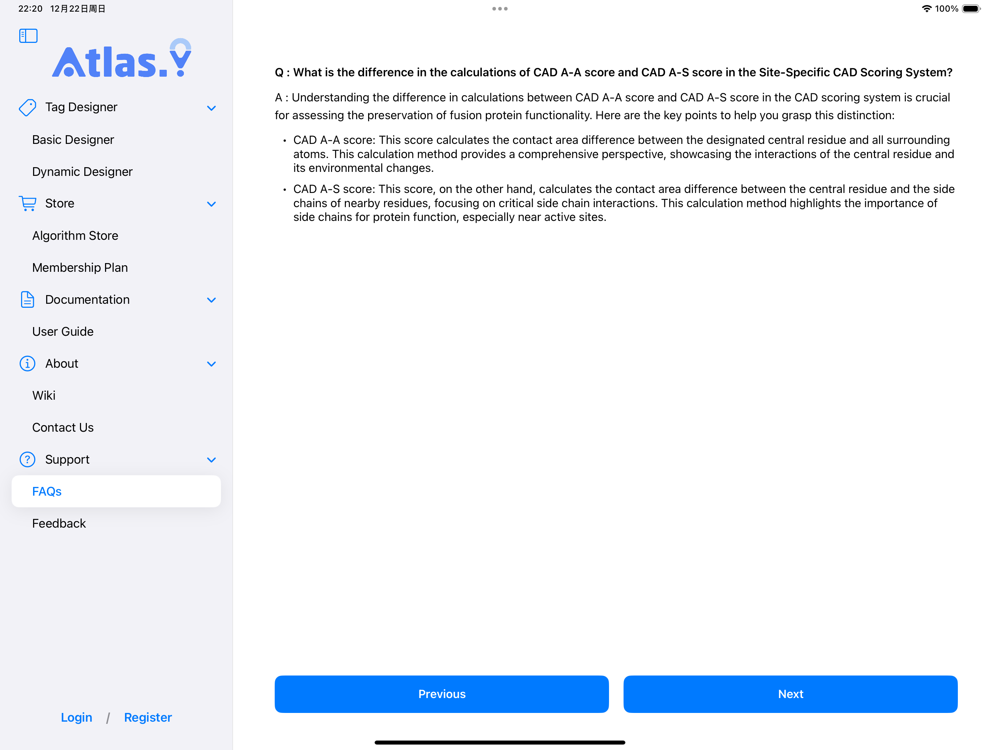 22:20 12月22日周日
100%
Atlas.
Tag Designer
Basic Designer
Dynamic Designer
Store
Algorithm Store
Membership Plan
Documentation
User Guide
About
Wiki
Contact Us
Support
FAQs
Feedback
Login / Register
Q : What is the difference in the calculations of CAD A-A score and CAD A-S score in the Site-Specific CAD Scoring System?
A : Understanding the difference in calculations between CAD A-A score and CAD A-S score in the CAD scoring system is crucial
for assessing the preservation of fusion protein functionality. Here are the key points to help you grasp this distinction:
• CAD A-A score: This score calculates the contact area difference between the designated central residue and all surrounding
atoms. This calculation method provides a comprehensive perspective, showcasing the interactions of the central residue and
its environmental changes.
• CAD A-S score: This score, on the other hand, calculates the contact area difference between the central residue and the side
chains of nearby residues, focusing on critical side chain interactions. This calculation method highlights the importance of
side chains for protein function, especially near active sites.
Previous
Next